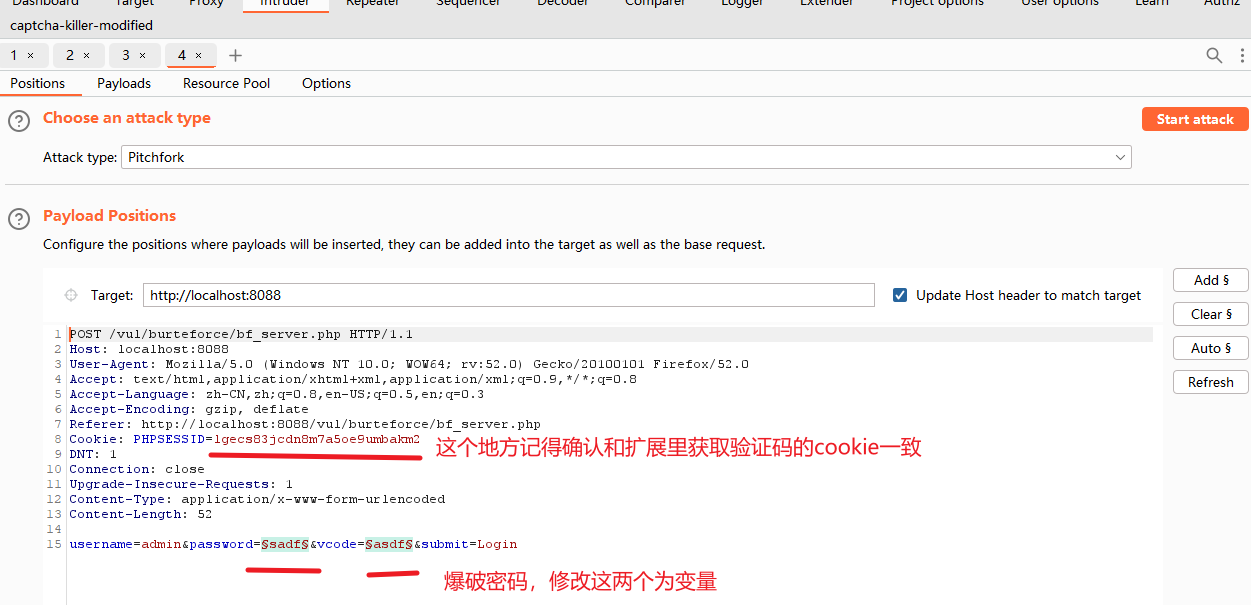 Dashboard Target Proxy Intruder Repeater Sequencer Decoder Comparer Logger Extender Project options User options Learn Authz
captcha-killer-modified
1 × 2 × 3 × 4 × +
Positions Payloads Resource Pool Options
? Choose an attack type
Start attack
Attack type: Pitchfork
? Payload Positions
Configure the positions where payloads will be inserted, they can be added into the target as well as the base request.
Target: http://localhost:8088
Update Host header to match target
Add §
Clear §
Auto §
Refresh
1 POST /vul/burteforce/bf_server.php HTTP/1.1
2 Host: localhost:8088
3 User-Agent: Mozilla/5.0 (Windows NT 10.0; WOW64; rv:52.0) Gecko/20100101 Firefox/52.0
4 Accept: text/html,application/xhtml+xml,application/xml;q=0.9,*/*;q=0.8
5 Accept-Language: zh-CN,zh;q=0.8,en-US;q=0.5,en;q=0.3
6 Accept-Encoding: gzip, deflate
7 Referer: http://localhost:8088/vul/burteforce/bf_server.php
8 Cookie: PHPSESSID=lgecs83jcdn8m7a5oe9umbakm2
这个地方记得确认和扩展里获取验证码的cookie一致
9 DNT: 1
10 Connection: close
11 Upgrade-Insecure-Requests: 1
12 Content-Type: application/x-www-form-urlencoded
13 Content-Length: 52
14
15 username=admin&password=§sadf§&vcode=§asdf§&submit=Login
爆破密码，修改这两个为变量